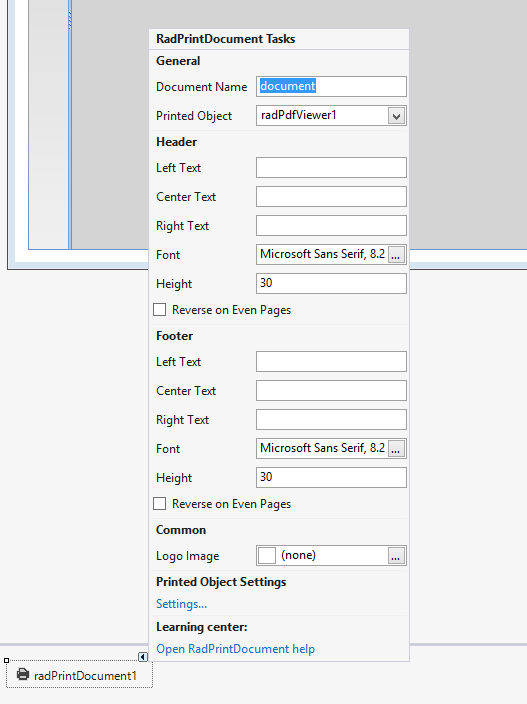 RadPrintDocument Tasks
General
Document Name document
Printed Object radPdfViewer1
Header
Left Text
Center Text
Right Text
Font Microsoft Sans Serif, 8.2 ...
Height 30
Reverse on Even Pages
Footer
Left Text
Center Text
Right Text
Font Microsoft Sans Serif, 8.2 ...
Height 30
Reverse on Even Pages
Common
Logo Image (none) ...
Printed Object Settings
Settings...
Learning center:
Open RadPrintDocument help
radPrintDocument1